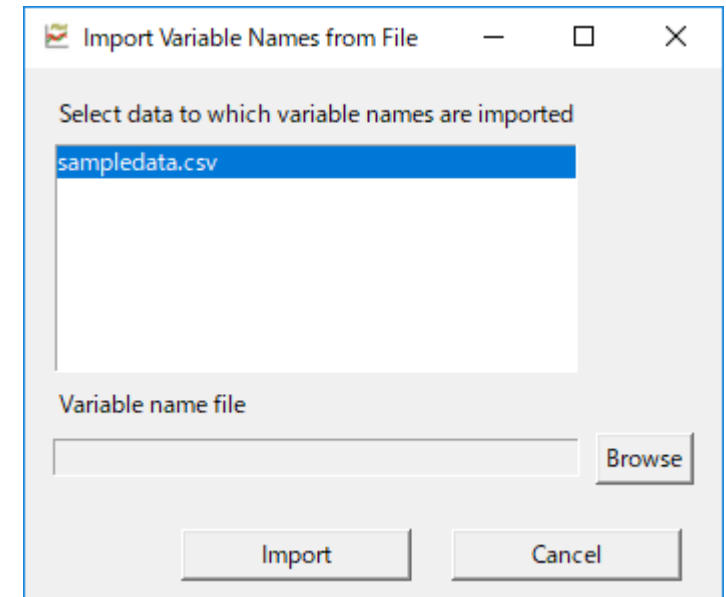 Import Variable Names from File
Select data to which variable names are imported
sampledata.csv
Variable name file
Browse
Import
Cancel